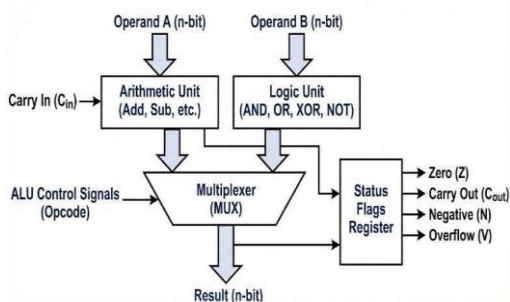 Operand A (n-bit)
Operand B (n-bit)
Arithmetic Unit
(Add, Sub, etc.)
Logic Unit
(AND, OR, XOR, NOT)
Carry In (Cin)
ALU Control Signals
(Opcode)
Multiplexer
(MUX)
Status
Flags
Register
Zero (Z)
Carry Out (Cout)
Negative (N)
Overflow (V)
Result (n-bit)